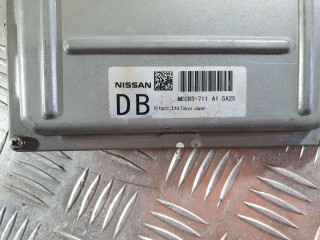 NISSAN
DB
MEC83-711 A1 5X25
Hitachi,Ltd.Tokyo Japan